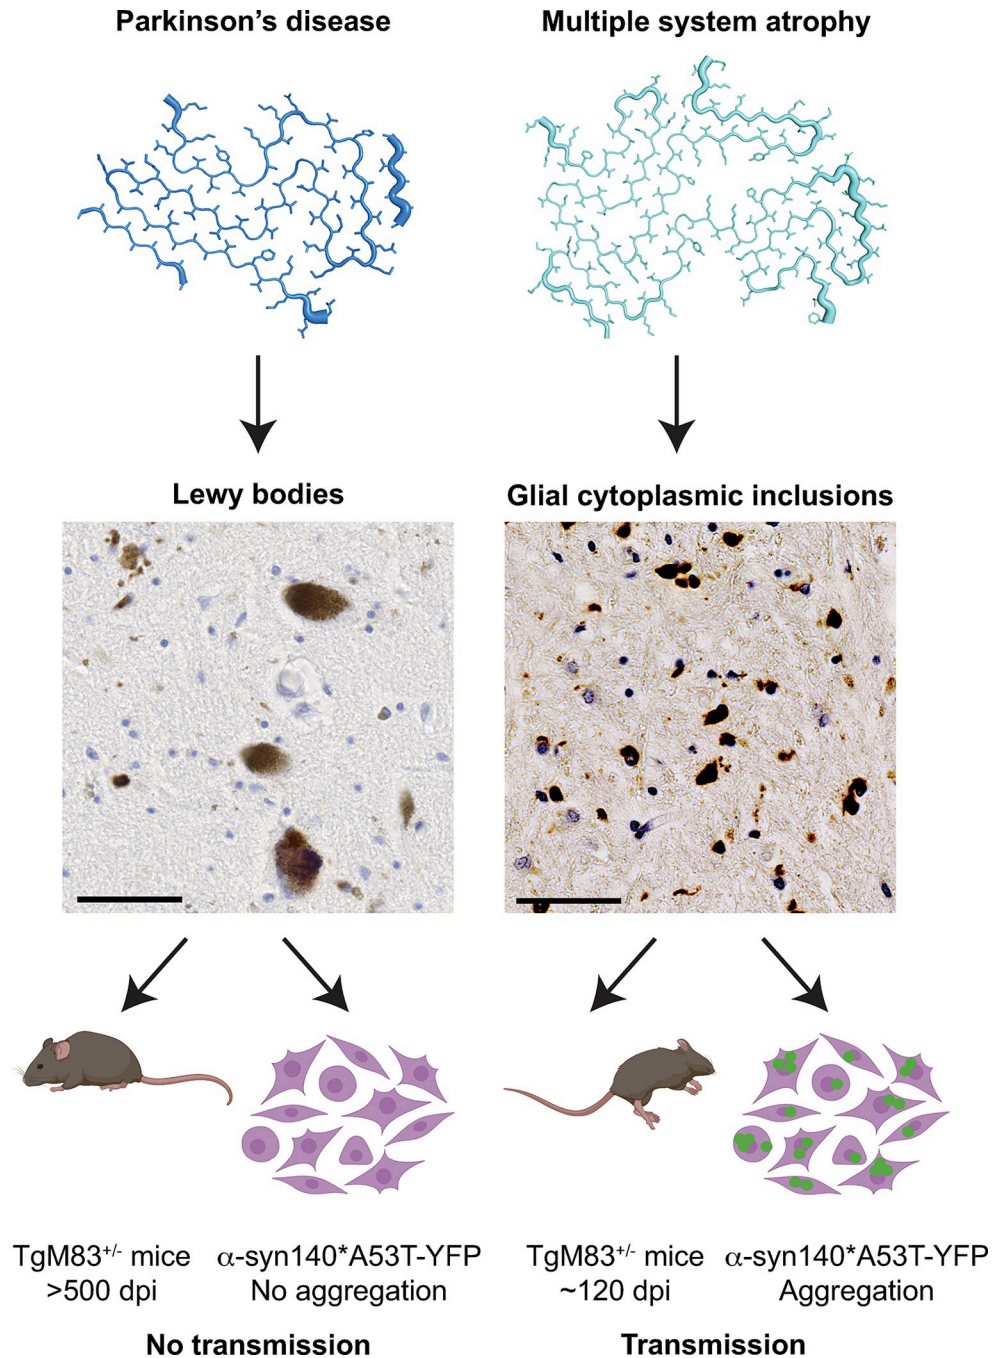 Parkinson's disease
Multiple system atrophy
Lewy bodies
Glial cytoplasmic inclusions
TgM83+/- mice
>500 dpi
α-syn140*A53T-YFP
No aggregation
TgM83+/- mice
~120 dpi
α-syn140*A53T-YFP
Aggregation
No transmission
Transmission